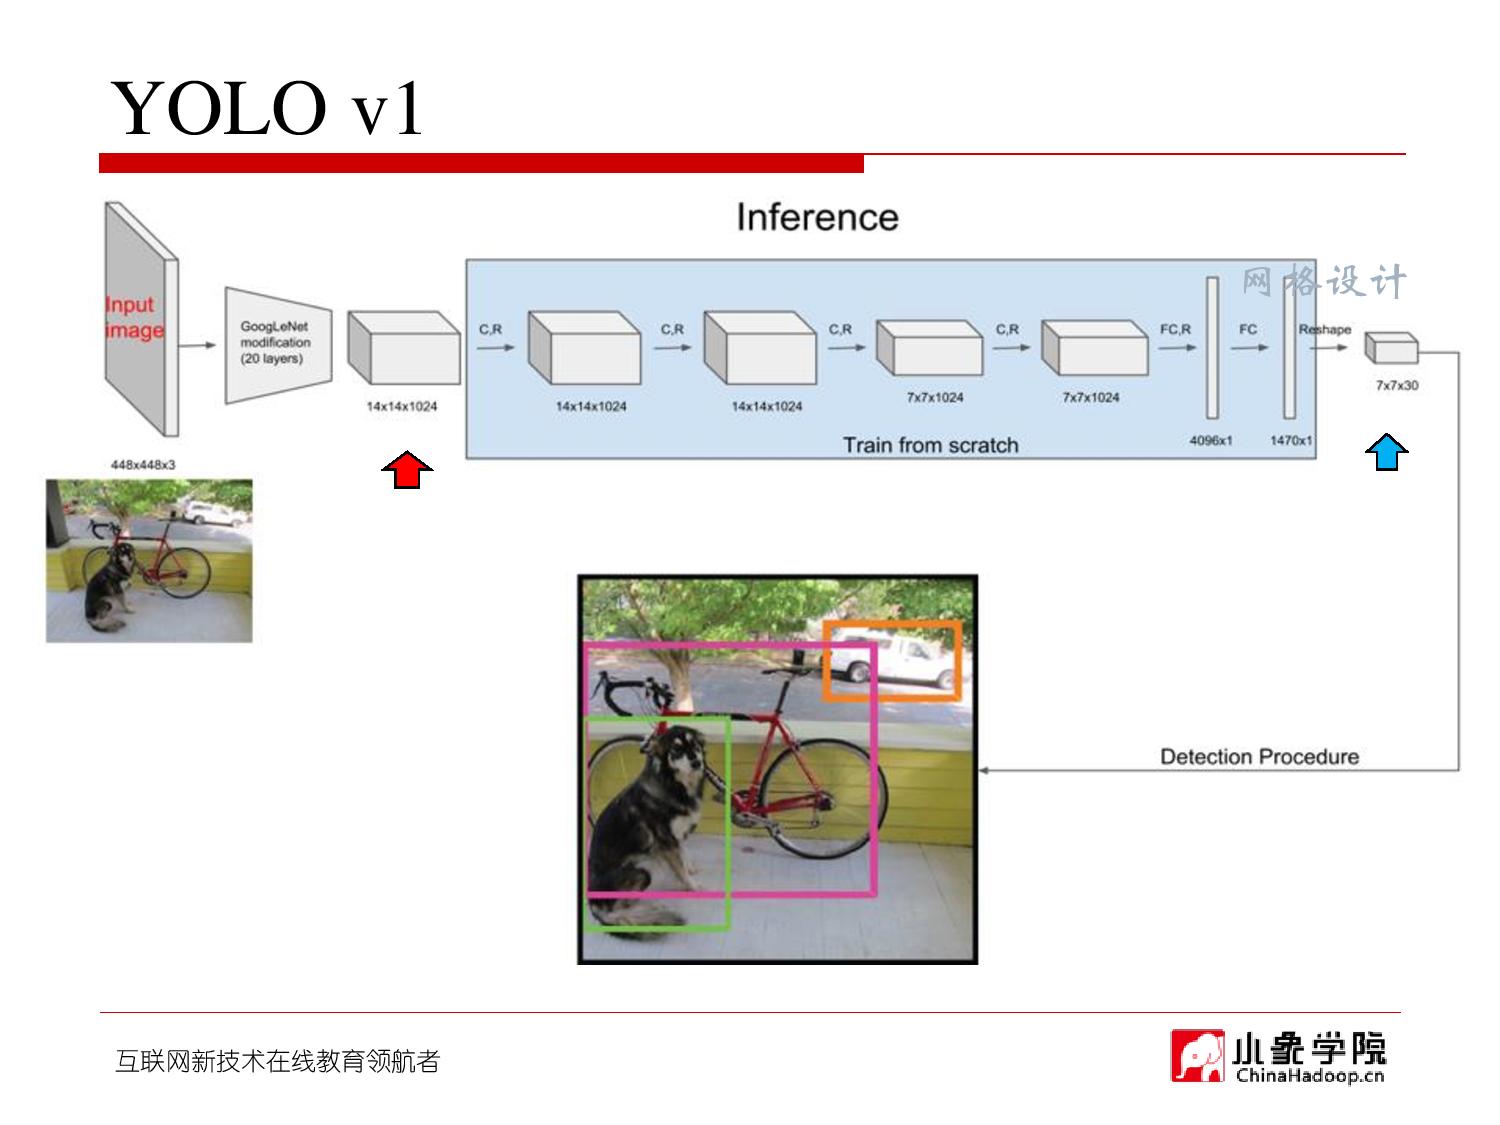 YOLO v1
Inference
网格设计
Input
image
GoogLeNet
modification
(20 layers)
C,R
C,R
C,R
C,R
FC,R
FC
Reshape
14x14x1024
14x14x1024
14x14x1024
7x7x1024
7x7x1024
7x7x30
4096x1
1470x1
Train from scratch
448x448x3
Detection Procedure
互联网新技术在线教育领航者
小象学院
ChinaHadoop.cn